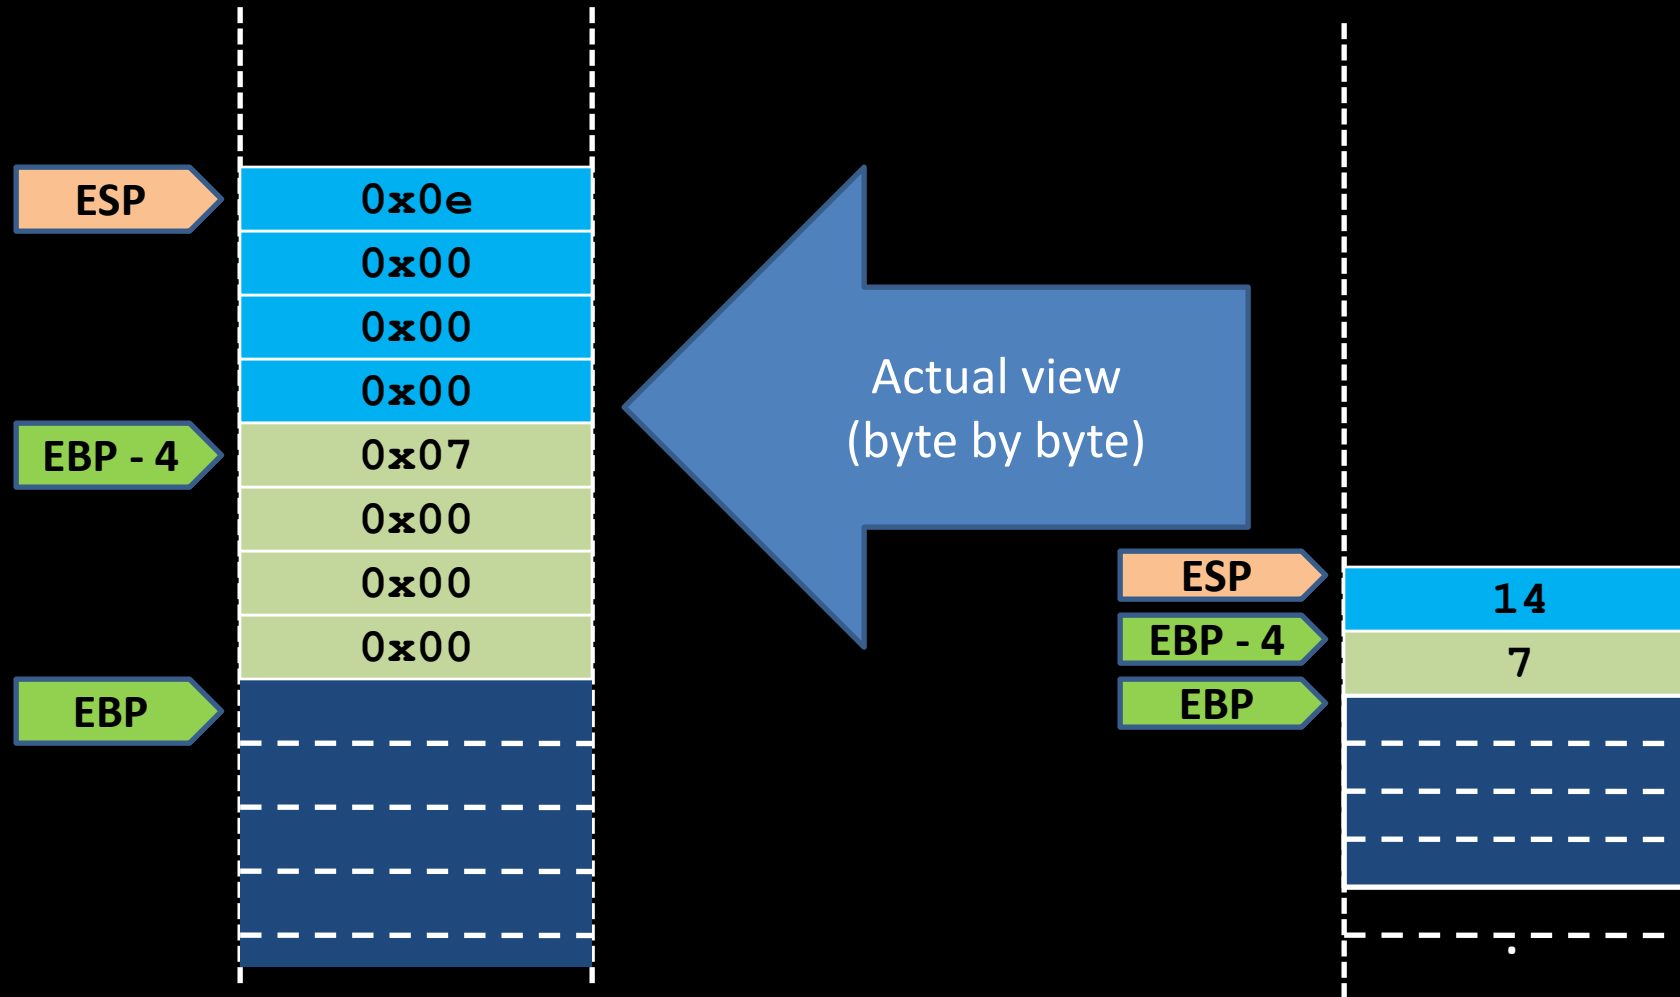 ESP
0x0e
0x00
0x00
0x00
EBP - 4
0x07
0x00
0x00
0x00
EBP
Actual view
(byte by byte)
ESP
14
EBP - 4
7
EBP
.